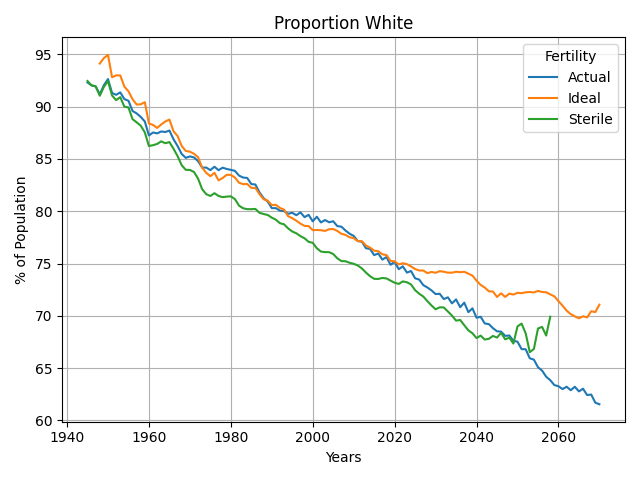 Proportion White
Fertility
Actual
Ideal
Sterile
% of Population
95
90
85
80
75
70
65
60
1940
1960
1980
2000
2020
2040
2060
Years